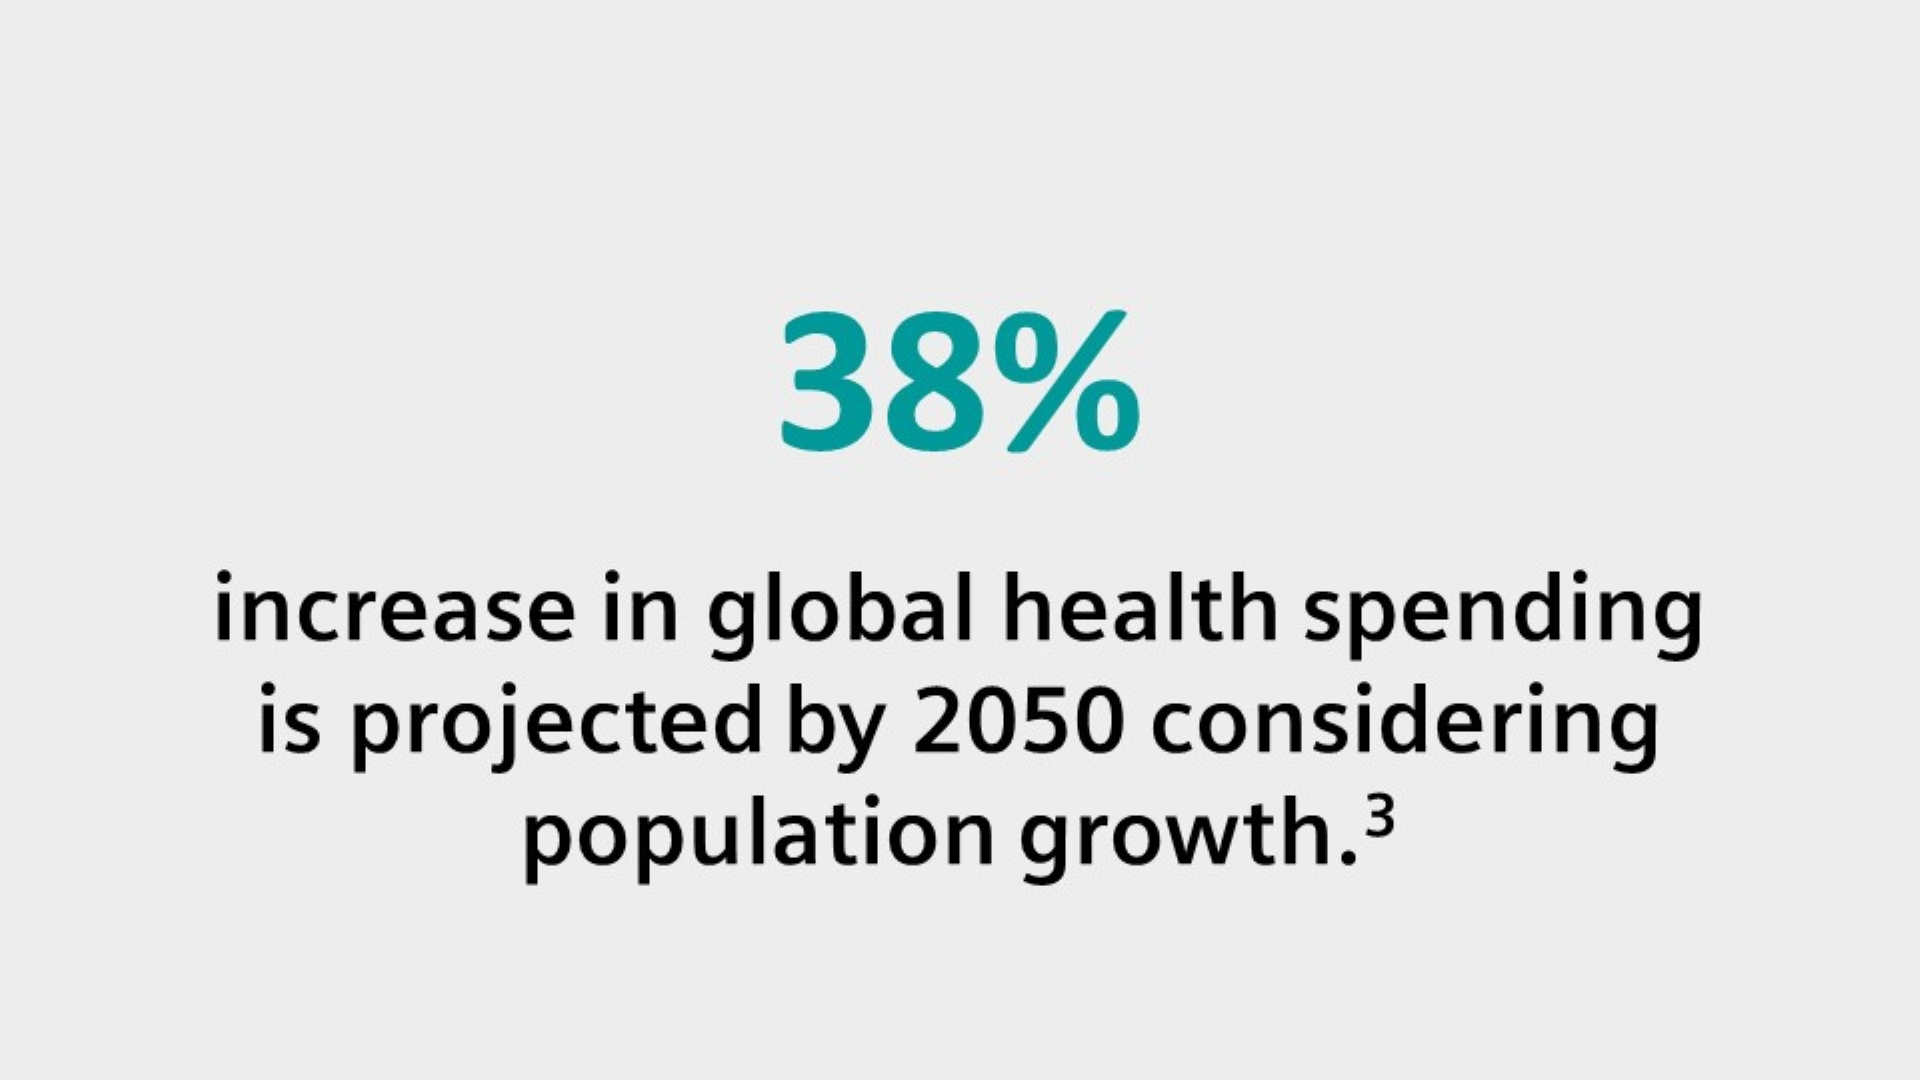 38%
increase in global health spending
is projected by 2050 considering
population growth.³